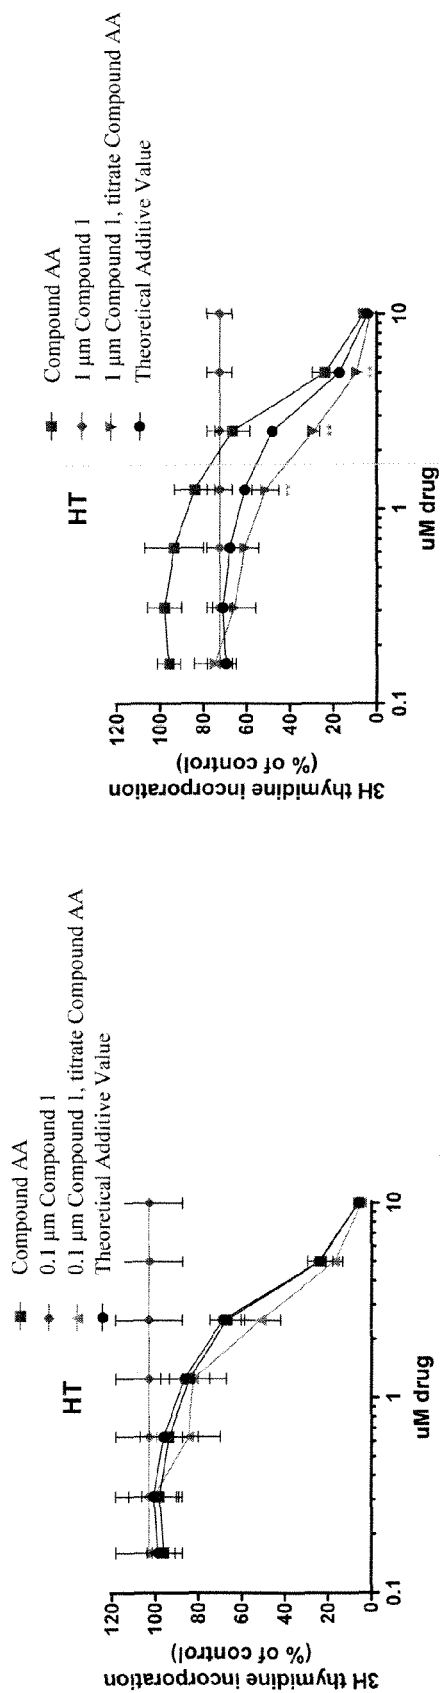 Compound AA
0.1 µm Compound 1
0.1 µm Compound 1, titrate Compound AA
Theoretical Additive Value
HT
3H thymidine incorporation
(% of control)
120
100
80
60
40
20
0
0.1
1
10
uM drug
Compound AA
1 µm Compound 1
1 µm Compound 1, titrate Compound AA
Theoretical Additive Value
HT
3H thymidine incorporation
(% of control)
120
100
80
60
40
20
0
0.1
1
10
uM drug